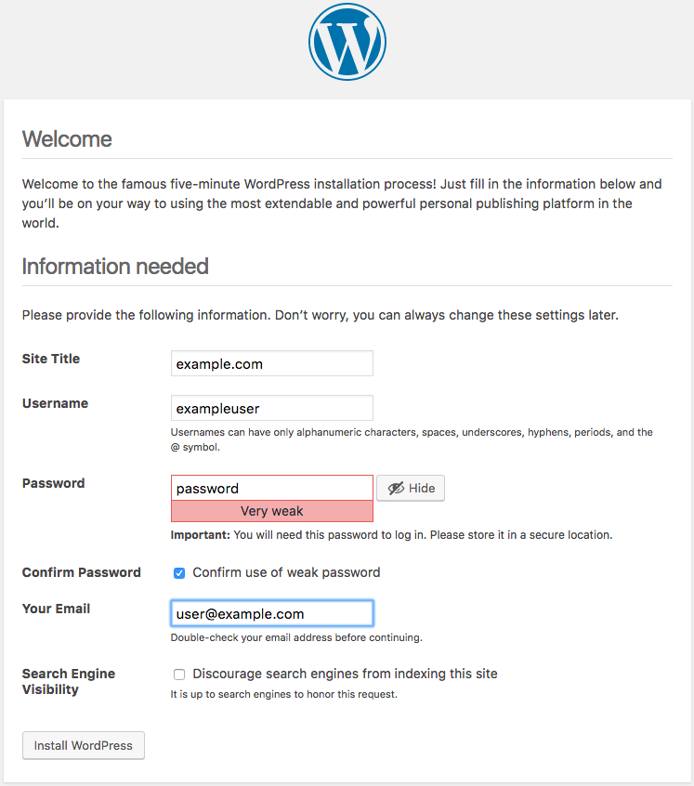 Welcome
Welcome to the famous five-minute WordPress installation process! Just fill in the information below and
you’ll be on your way to using the most extendable and powerful personal publishing platform in the
world.
Information needed
Please provide the following information. Don’t worry, you can always change these settings later.
Site Title
example.com
Username
exampleuser
Usernames can have only alphanumeric characters, spaces, underscores, hyphens, periods, and the
@ symbol.
Password
password
Hide
Very weak
Important: You will need this password to log in. Please store it in a secure location.
Confirm Password
Confirm use of weak password
Your Email
user@example.com
Double-check your email address before continuing.
Search Engine
Visibility
Discourage search engines from indexing this site
It is up to search engines to honor this request.
Install WordPress